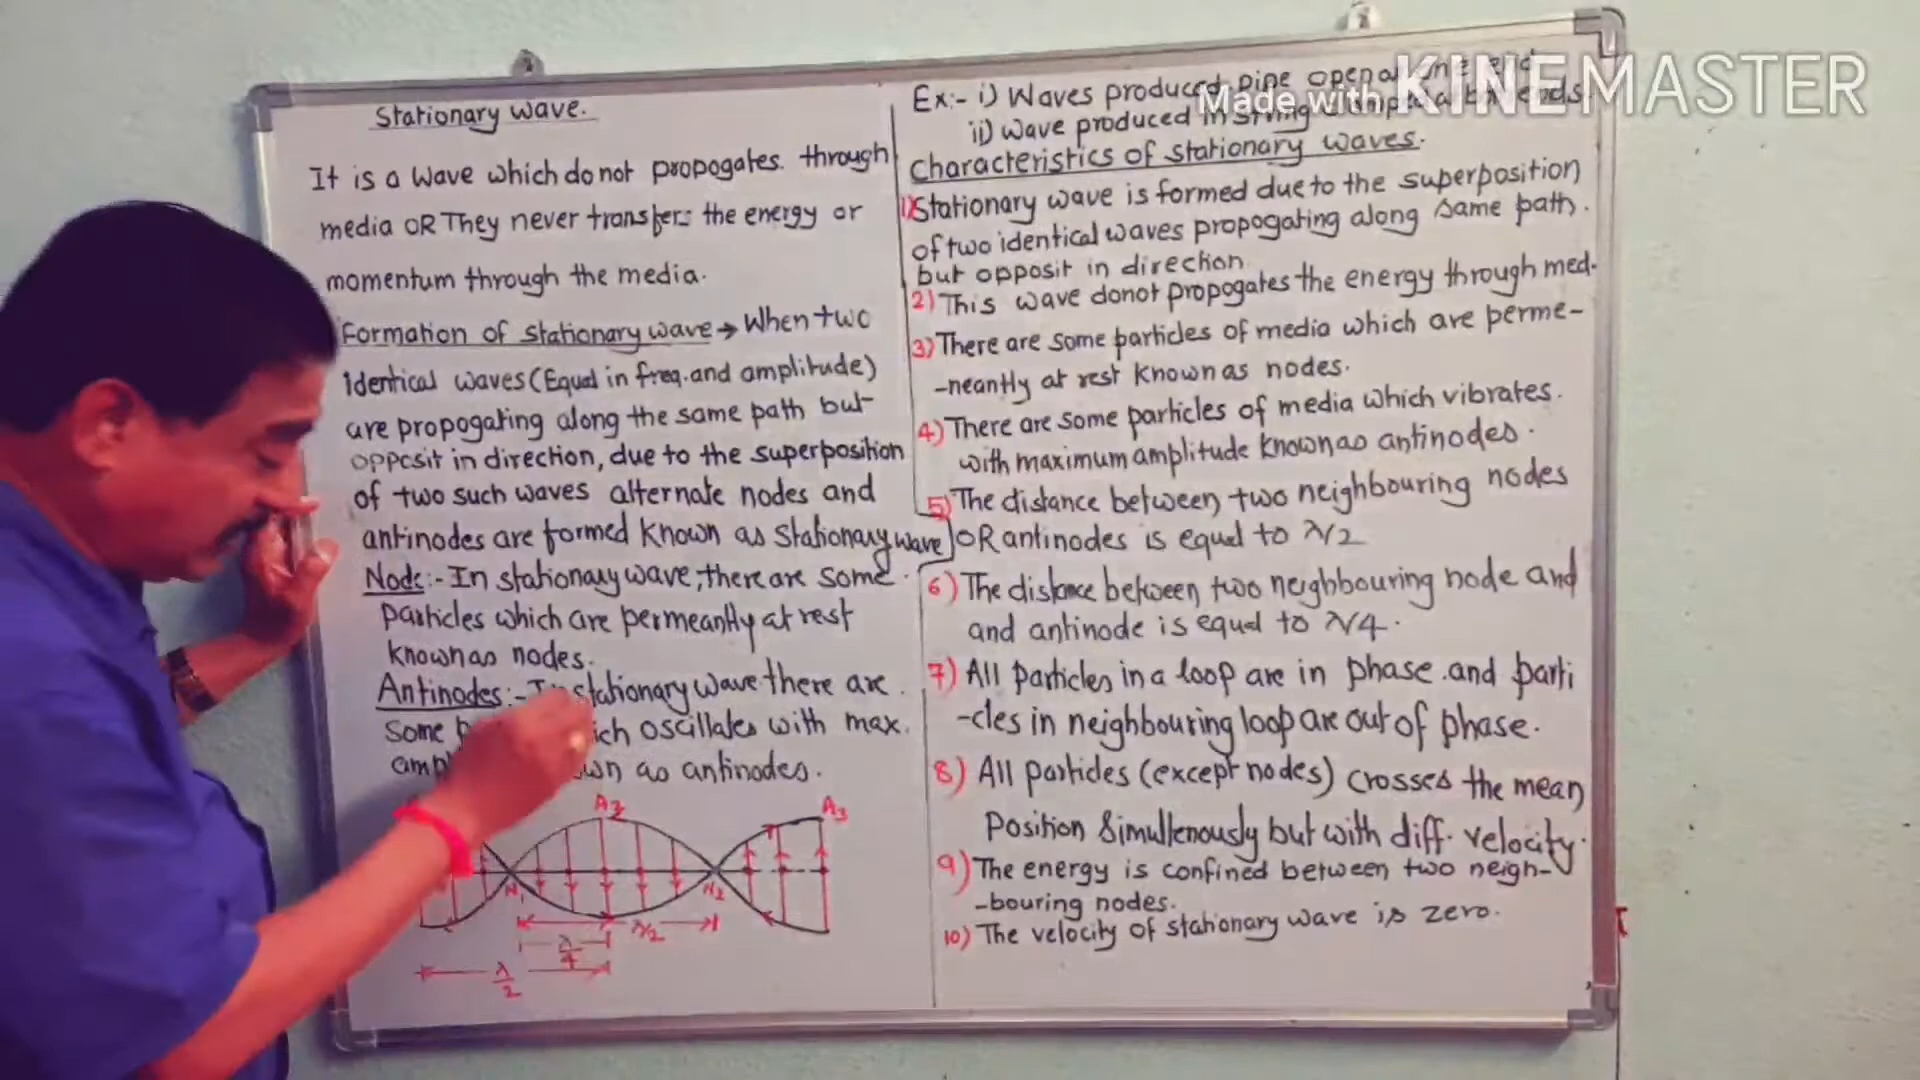 Stationary wave.
It is a wave which do not propogates. through
media OR They never transfers the energy or
momentum through the media.
Formation of stationary wave → When two
identical waves (Equal in freq. and amplitude)
are propogating along the same path but
opposit in direction, due to the superposition
of two such waves alternate nodes and
antinodes are formed known as stationary wave
Node :- In stationary wave, there are some
particles which are permeantly at rest
known as nodes.
Antinodes :- In stationary wave there are
some ich oscillates with max.
amp wn as antinodes.
A2 A3
N1 N2
λ/2
λ/4
λ/2
Ex:- i) Waves produced pipe open
ii) wave produced in string ends.
Characteristics of stationary waves.
1) Stationary wave is formed due to the superposition
of two identical waves propogating along same path.
but opposit in direction
2) This wave donot propogates the energy through med.
3) There are some particles of media which are perme-
-neantly at rest known as nodes.
4) There are some particles of media which vibrates.
with maximum amplitude known as antinodes.
5) The distance between two neighbouring nodes
OR antinodes is equal to λ/2
6) The distance between two neighbouring node and
and antinode is equal to λ/4.
7) All particles in a loop are in phase. and parti
-cles in neighbouring loop are out of phase.
8) All particles (except nodes) crosses the mean
Position Simultenously but with diff. velocity.
9) The energy is confined between two neigh-
-bouring nodes.
10) The velocity of stationary wave is zero.
Made with KINEMASTER